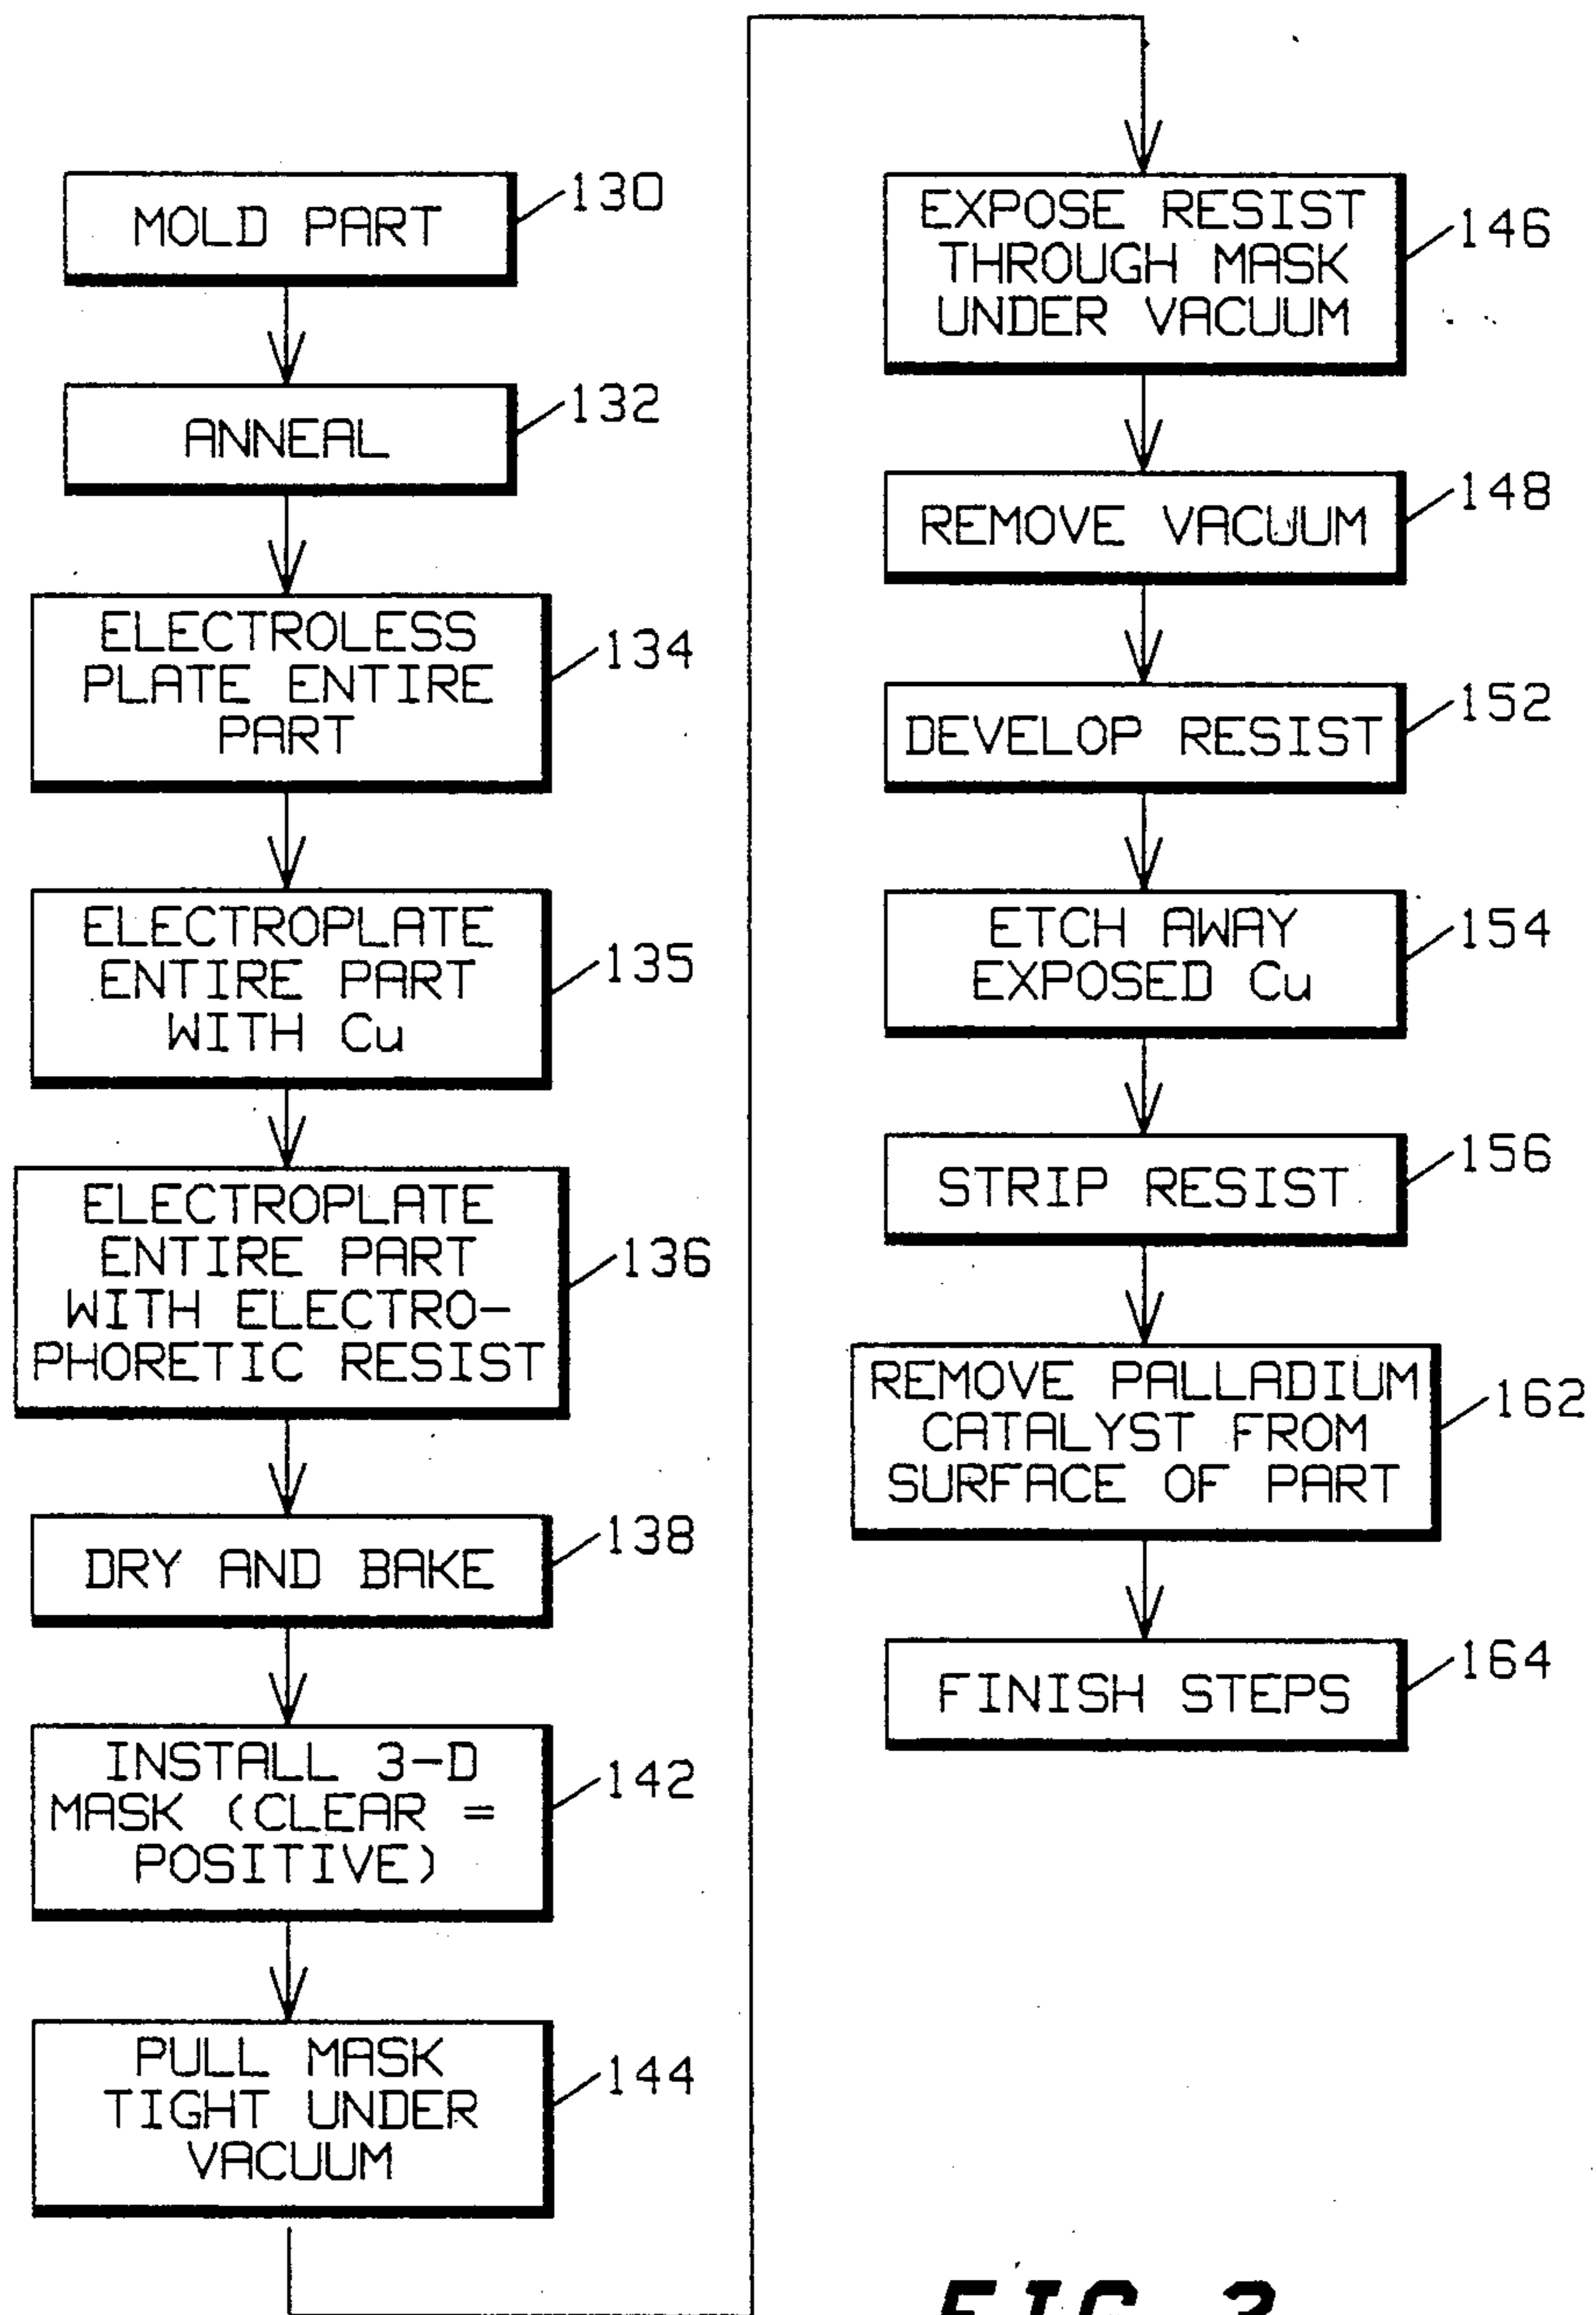 MOLD PART
130
ANNEAL
132
ELECTROLESS
PLATE ENTIRE
PART
134
ELECTROPLATE
ENTIRE PART
WITH Cu
135
ELECTROPLATE
ENTIRE PART
WITH ELECTRO-
PHORETIC RESIST
136
DRY AND BAKE
138
INSTALL 3-D
MASK (CLEAR =
POSITIVE)
142
PULL MASK
TIGHT UNDER
VACUUM
144
EXPOSE RESIST
THROUGH MASK
UNDER VACUUM
146
REMOVE VACUUM
148
DEVELOP RESIST
152
ETCH AWAY
EXPOSED Cu
154
STRIP RESIST
156
REMOVE PALLADIUM
CATALYST FROM
SURFACE OF PART
162
FINISH STEPS
164